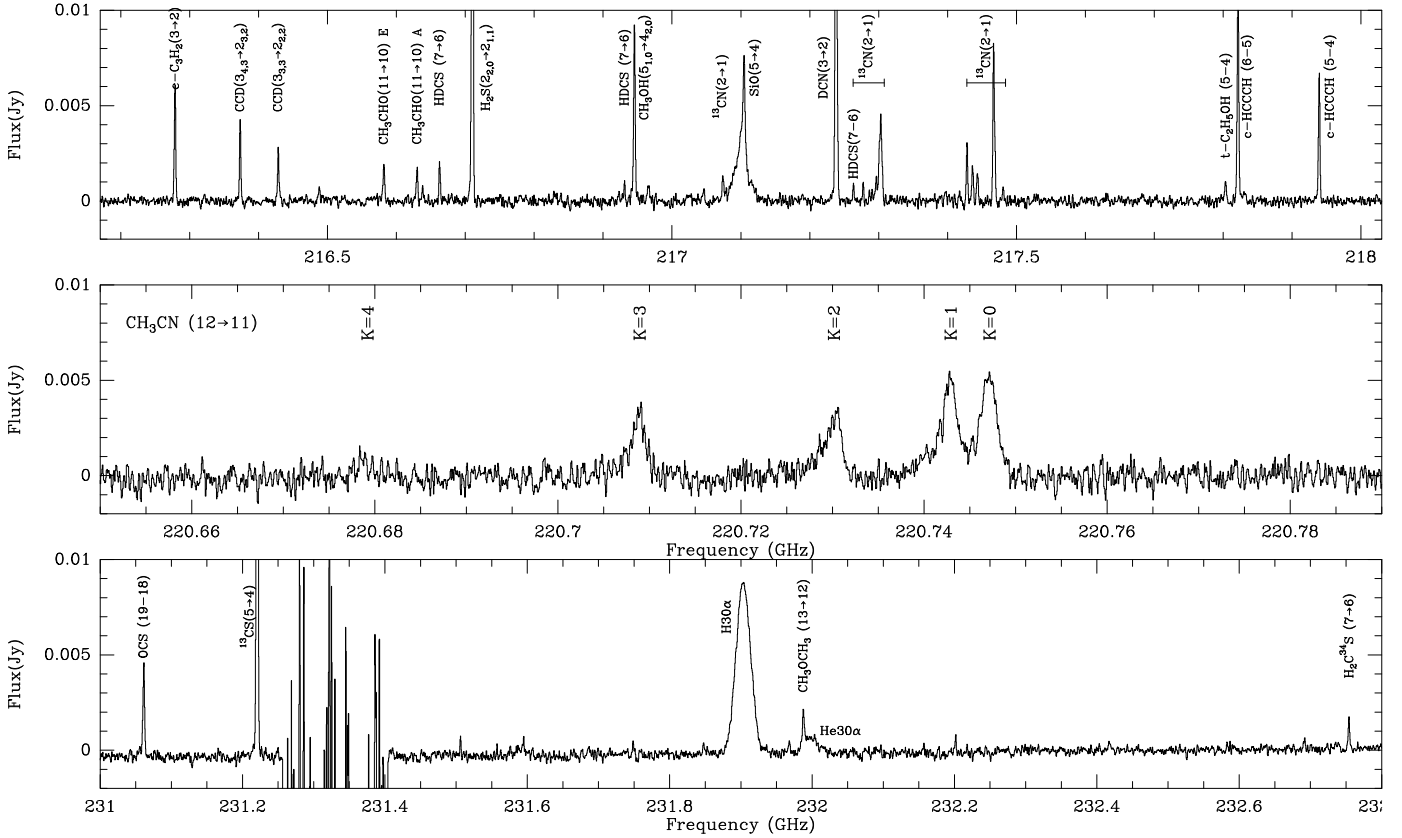 0.01
0.005
0
Flux(Jy)
c-C₃H₂(3→2)
CCD(3₄,₃→2₃,₂)
CCD(3₃,₃→2₂,₂)
CH₃CHO(11→10) E
CH₃CHO(11→10) A
HDCS (7→6)
H₂S(2₂,₀→2₁,₁)
HDCS (7→6)
CH₃OH(5₁,₀→4₂,₀)
¹³CN(2→1)
SiO(5→4)
DCN(3→2)
HDCS(7-6)
¹³CN(2→1)
¹³CN(2→1)
t-C₂H₅OH (5-4)
c-HCCCH (6-5)
c-HCCCH (5-4)
216.5 217 217.5 218
0.01
0.005
0
Flux(Jy)
CH₃CN (12→11)
K=4
K=3
K=2
K=1
K=0
220.66 220.68 220.7 220.72 220.74 220.76 220.78
Frequency (GHz)
0.01
0.005
0
Flux(Jy)
OCS (19-18)
¹³CS(5→4)
H30α
CH₃OCH₃ (13→12)
He30α
H₂C³⁴S (7→6)
231 231.2 231.4 231.6 231.8 232 232.2 232.4 232.6
Frequency (GHz)